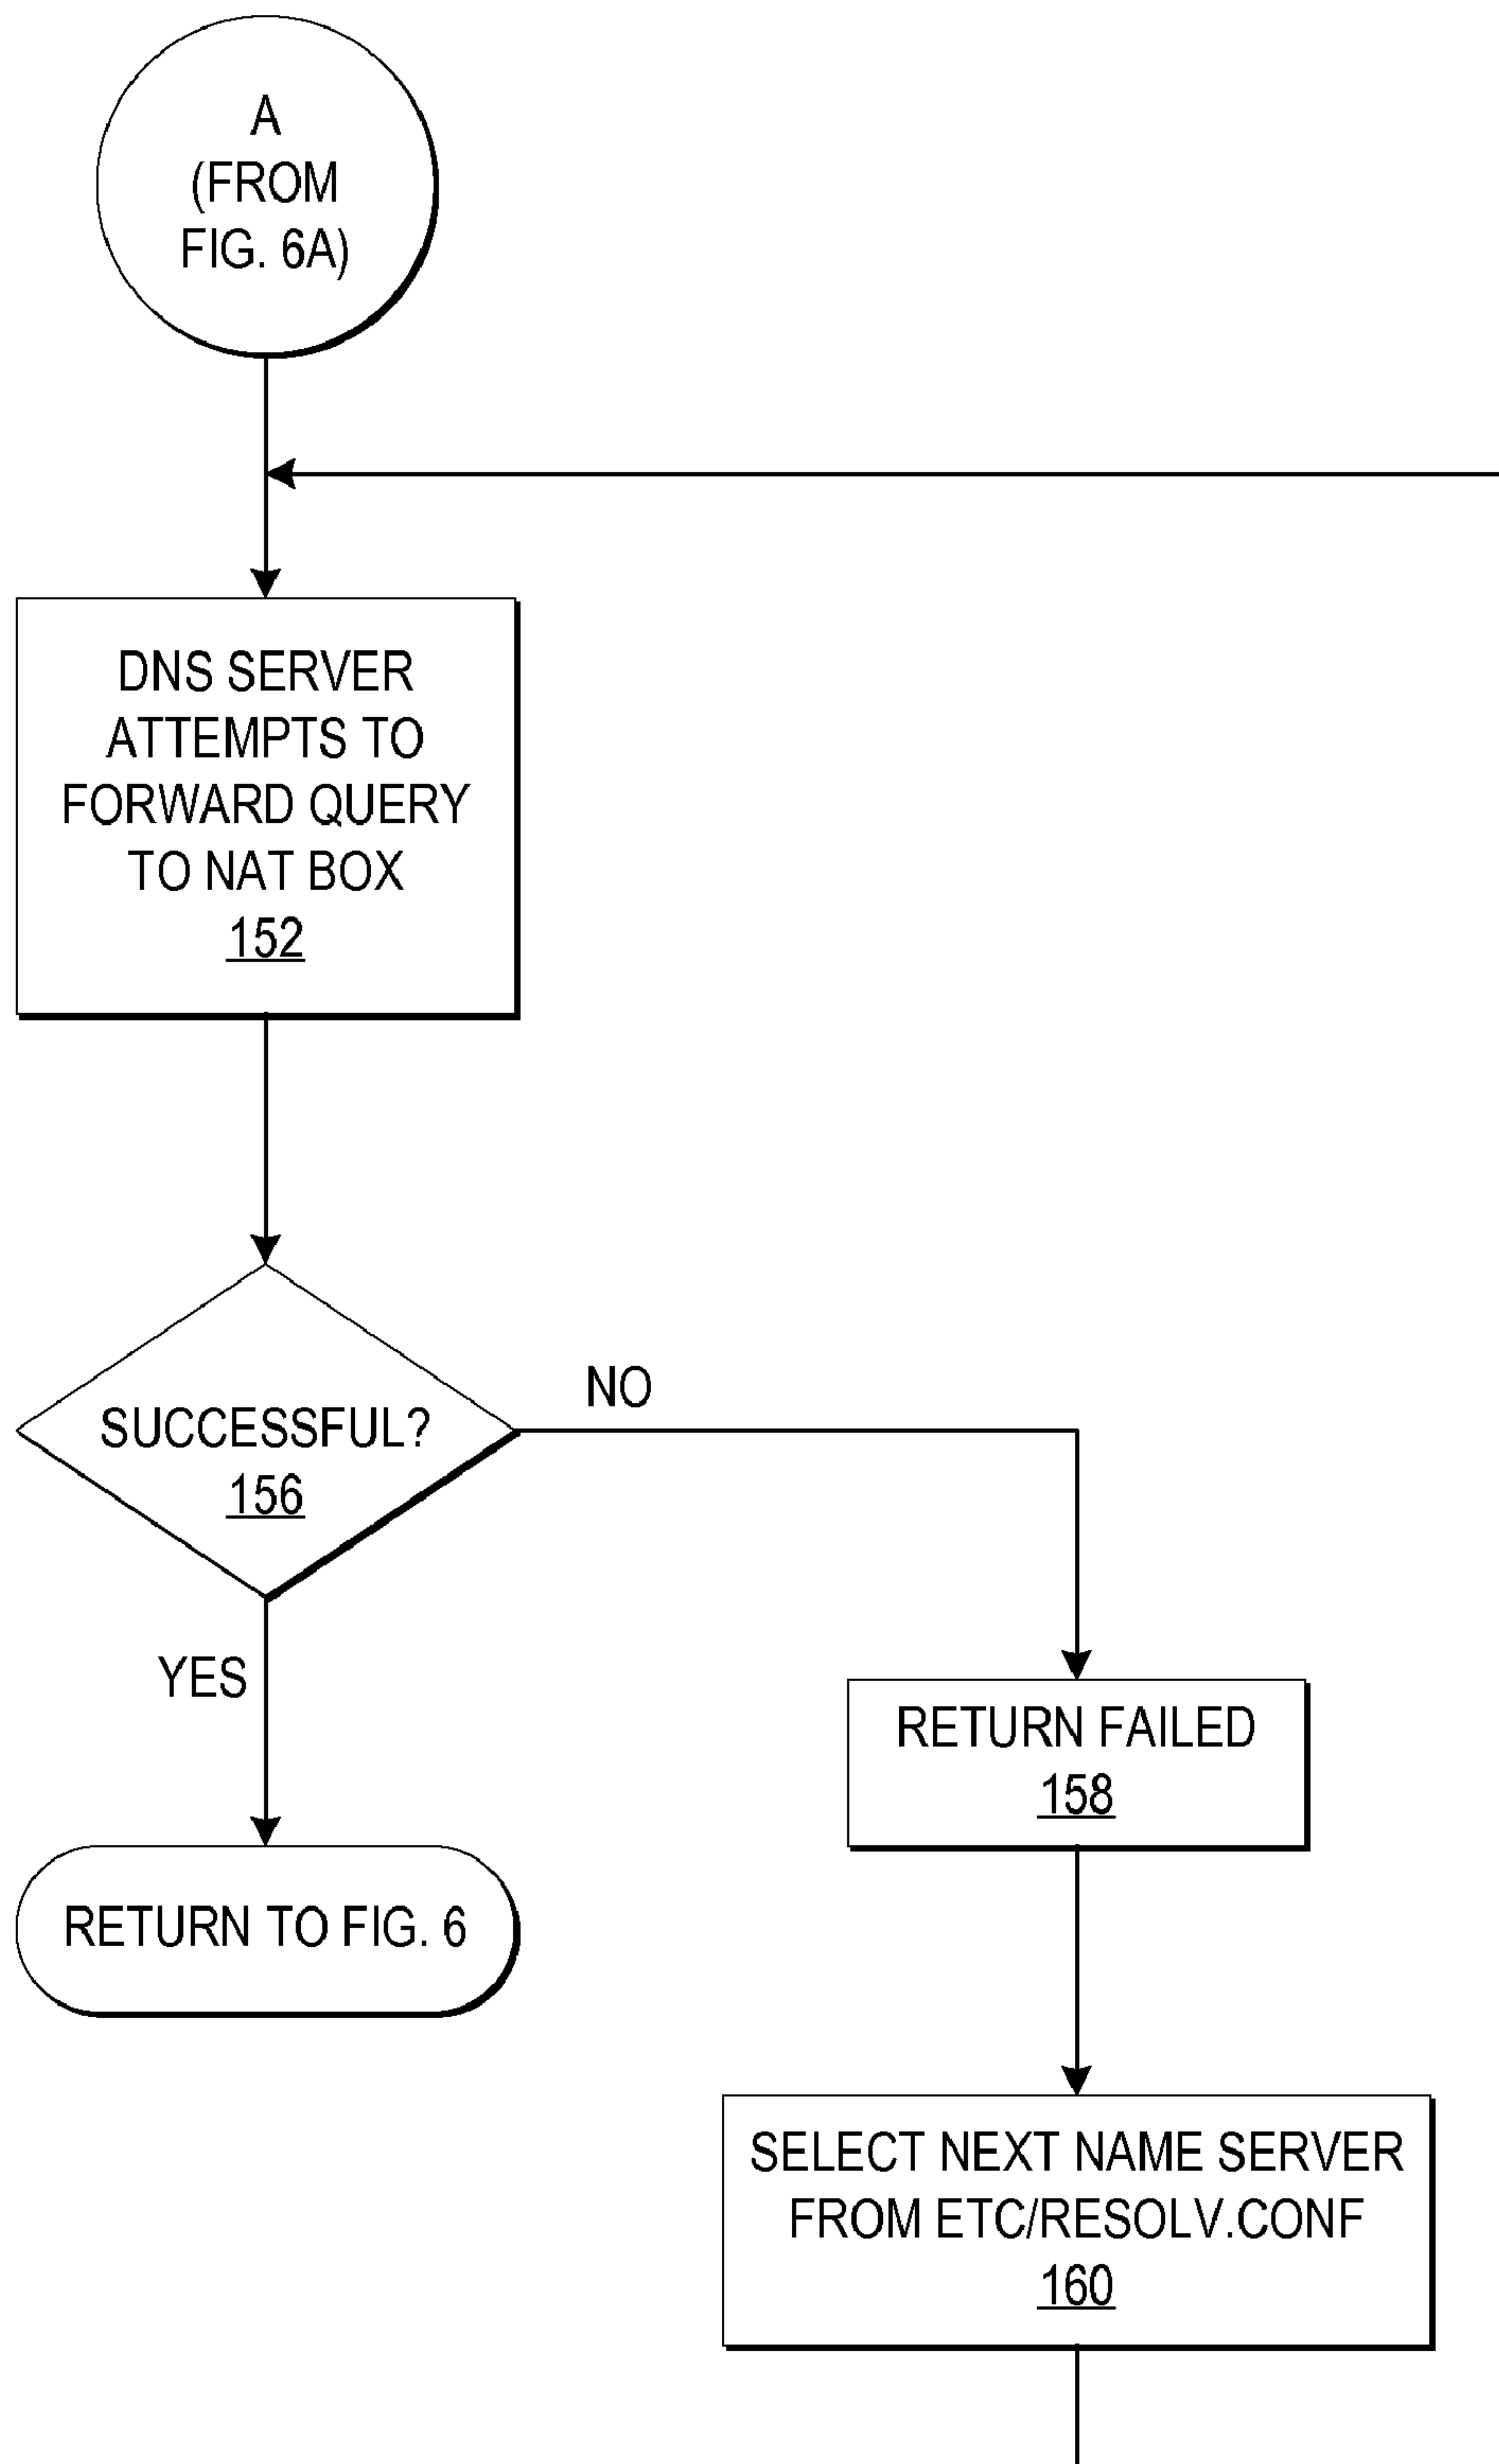 A
(FROM
FIG. 6A)
DNS SERVER
ATTEMPTS TO
FORWARD QUERY
TO NAT BOX
152
SUCCESSFUL?
156
NO
YES
RETURN FAILED
158
RETURN TO FIG. 6
SELECT NEXT NAME SERVER
FROM ETC/RESOLV.CONF
160